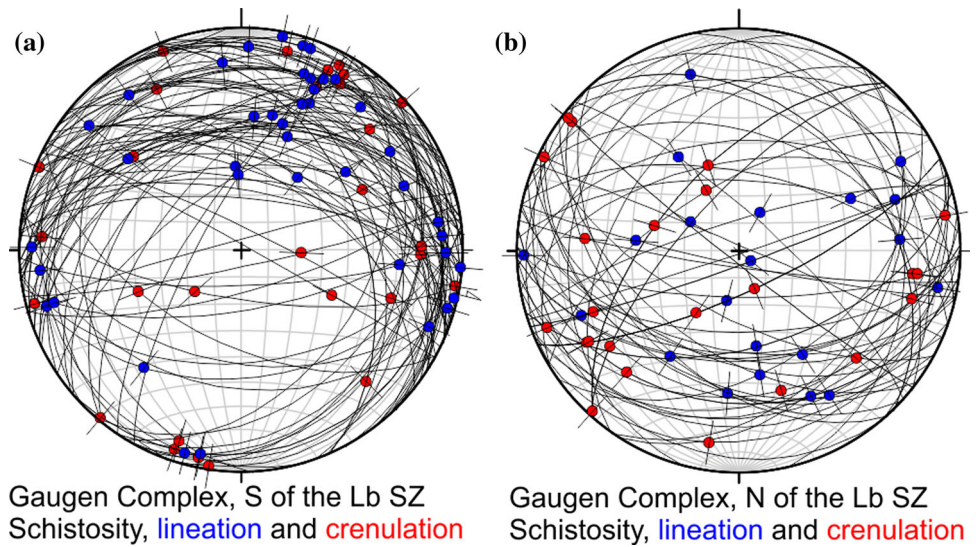 (a)
(b)
Gaugen Complex, S of the Lb SZ
Schistosity, lineation and crenulation
Gaugen Complex, N of the Lb SZ
Schistosity, lineation and crenulation